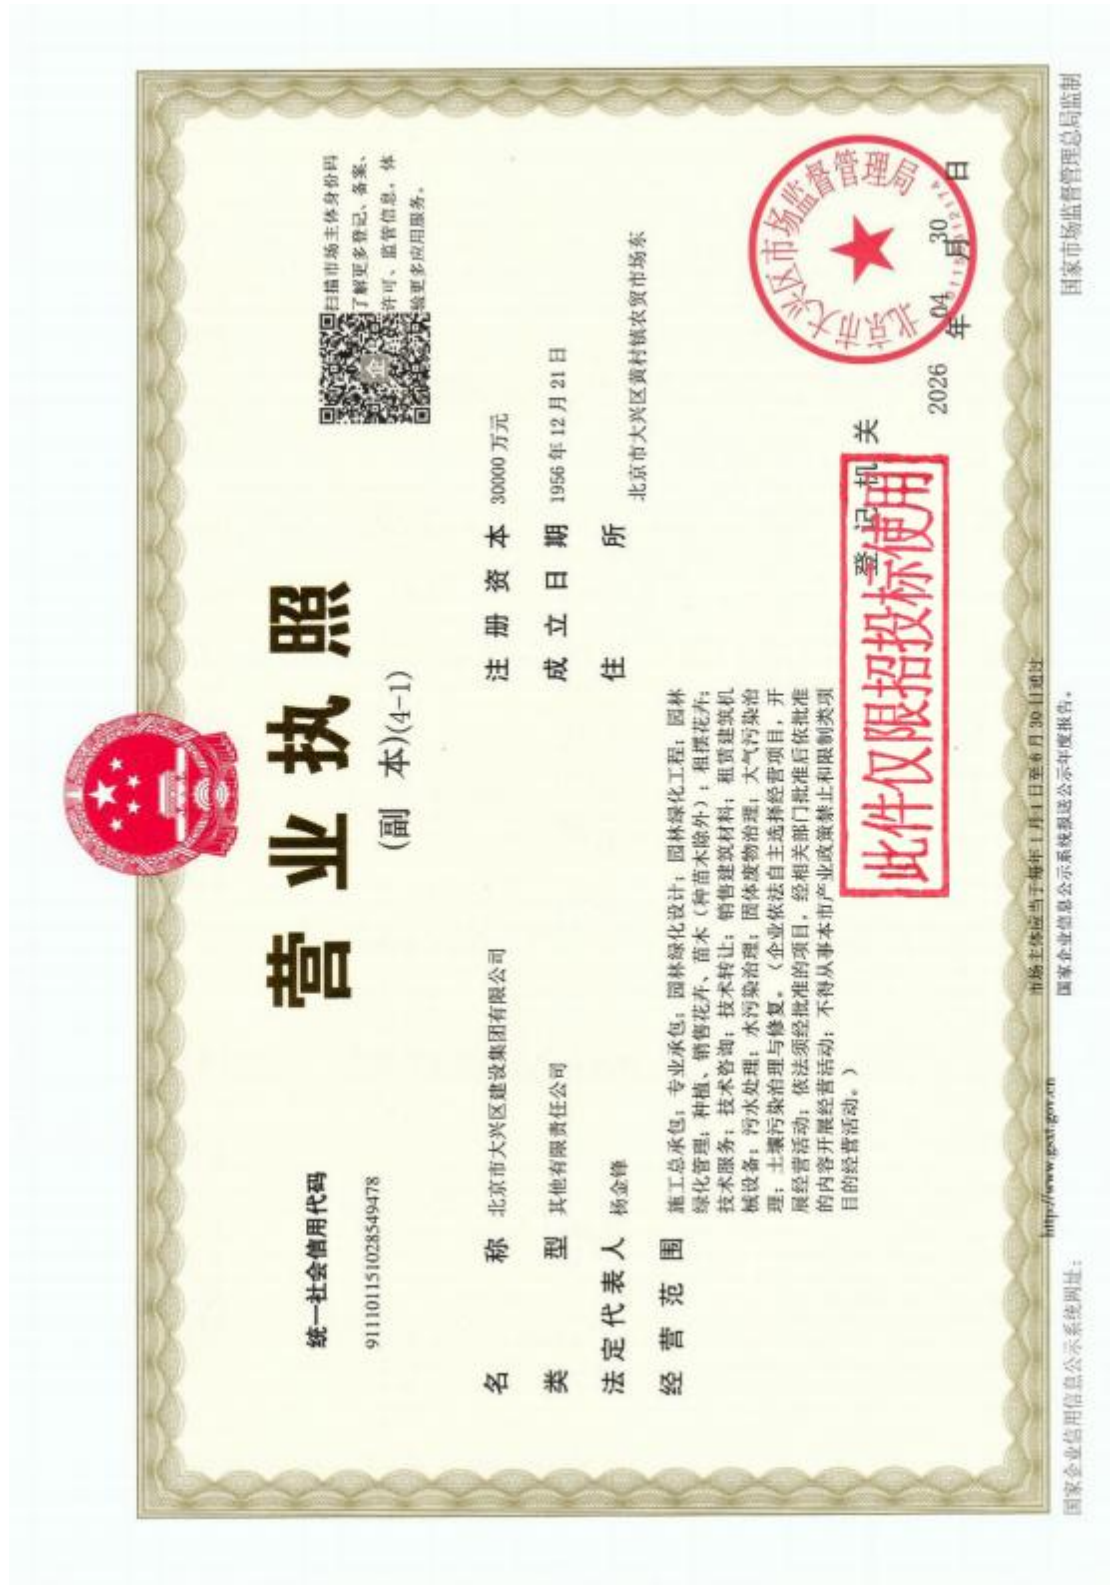 营业执照
(副 本)(4-1)
统一社会信用代码
911101151028549478
扫描市场主体身份码
了解更多登记、备案、
许可、监管信息，体
验更多应用服务。
企
名 称 北京市大兴区建设集团有限公司
类 型 其他有限责任公司
法定代表人 杨金锋
经营范围 施工总承包；专业承包；园林绿化设计；园林绿化工程；园林
绿化管理；种植、销售花卉、苗木（种苗木除外）；租摆花卉；
技术服务；技术咨询；技术转让；销售建筑材料；租赁建筑机
械设备；污水处理；水污染治理；固体废物治理；大气污染治
理；土壤污染治理与修复。（企业依法自主选择经营项目，开
展经营活动；依法须经批准的项目，经相关部门批准后依批准
的内容开展经营活动；不得从事本市产业政策禁止和限制类项
目的经营活动。）
注册资本 30000万元
成立日期 1956年12月21日
住 所 北京市大兴区黄村镇农贸市场东
此件仅限招投标使用
登记机关
北京市大兴区市场监督管理局
2026 年 04 月 30 日
国家企业信用信息公示系统网址：
http://www.gsxt.gov.cn
市场主体应当于每年1月1日至6月30日通过
国家企业信息公示系统报送公示年度报告。
国家市场监督管理总局监制